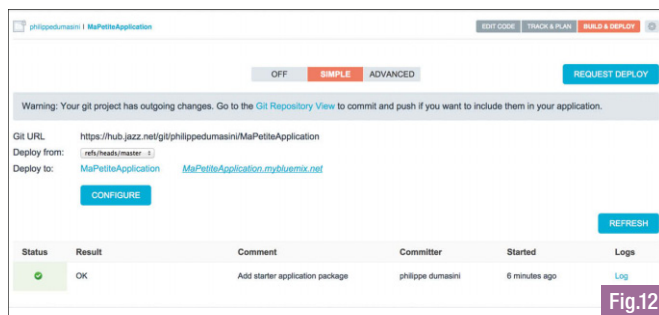 philippedumasini | MaPetiteApplication
EDIT CODE TRACK & PLAN BUILD & DEPLOY
OFF SIMPLE ADVANCED REQUEST DEPLOY
Warning: Your git project has outgoing changes. Go to the Git Repository View to commit and push if you want to include them in your application.
Git URL https://hub.jazz.net/git/philippedumasini/MaPetiteApplication
Deploy from: refs/heads/master
Deploy to: MaPetiteApplication MaPetiteApplication.mybluemix.net
CONFIGURE
REFRESH
Status Result Comment Committer Started Logs
OK Add starter application package philippe dumasini 6 minutes ago Log
Fig.12